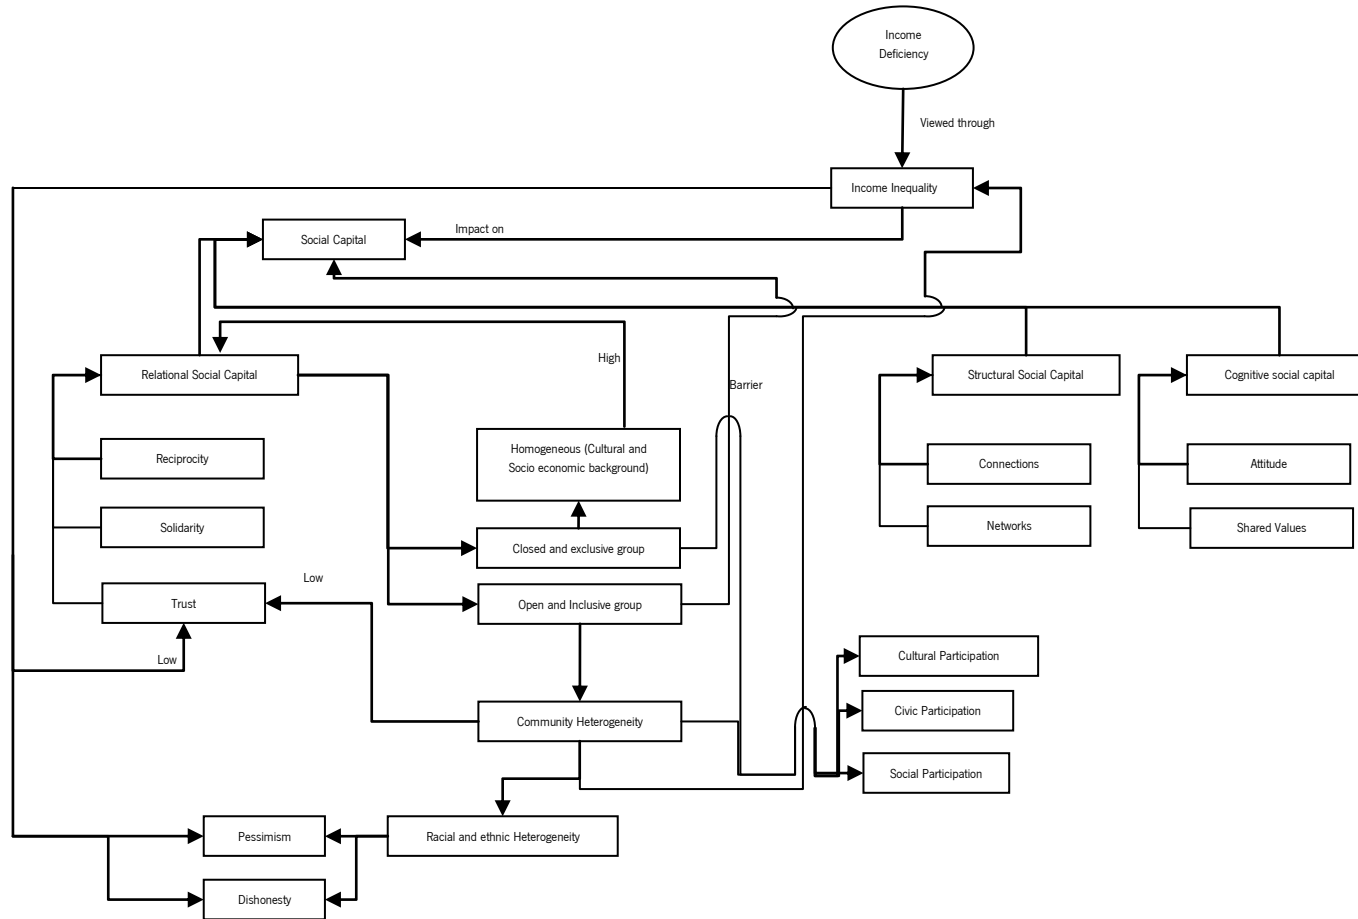 Income
Deficiency
Viewed through
Income Inequality
Impact on
Social Capital
High
Barrier
Relational Social Capital
Structural Social Capital
Cognitive social capital
Homogeneous (Cultural and
Socio economic background)
Reciprocity
Connections
Attitude
Solidarity
Networks
Shared Values
Closed and exclusive group
Low
Trust
Open and Inclusive group
Low
Cultural Participation
Civic Participation
Community Heterogeneity
Social Participation
Pessimism
Racial and ethnic Heterogeneity
Dishonesty